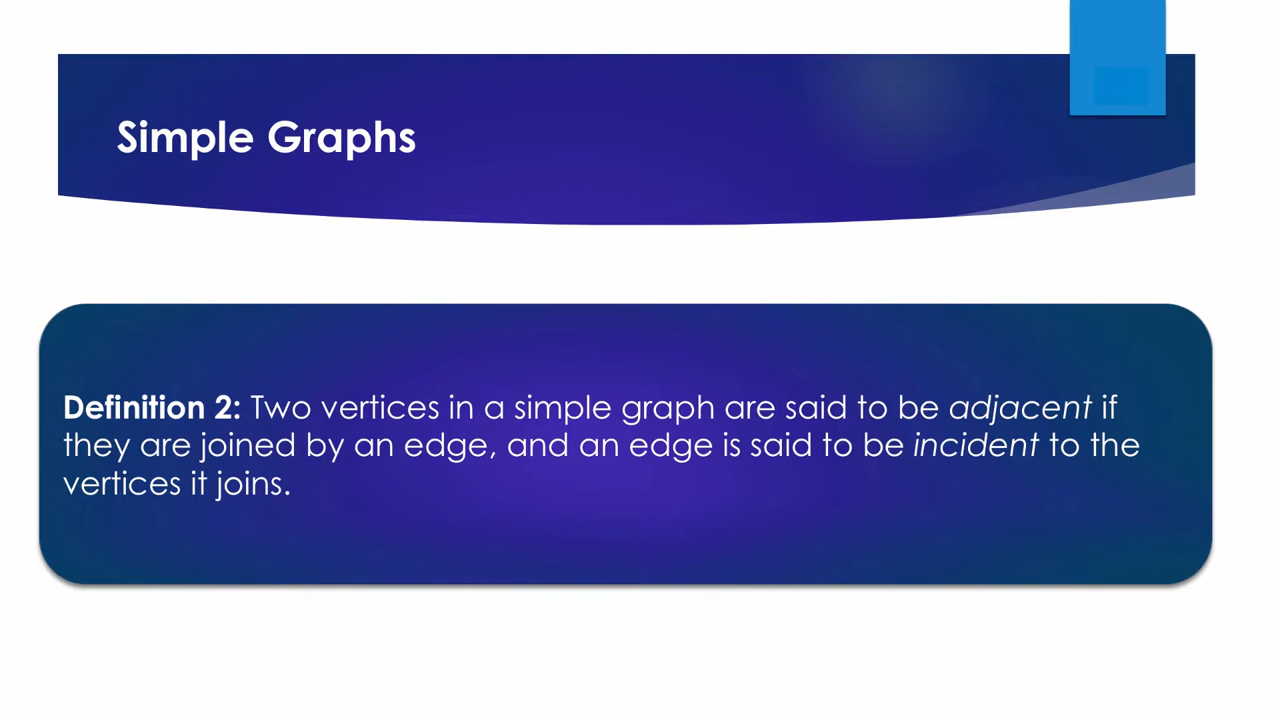 Simple Graphs
Definition 2: Two vertices in a simple graph are said to be adjacent if
they are joined by an edge, and an edge is said to be incident to the
vertices it joins.